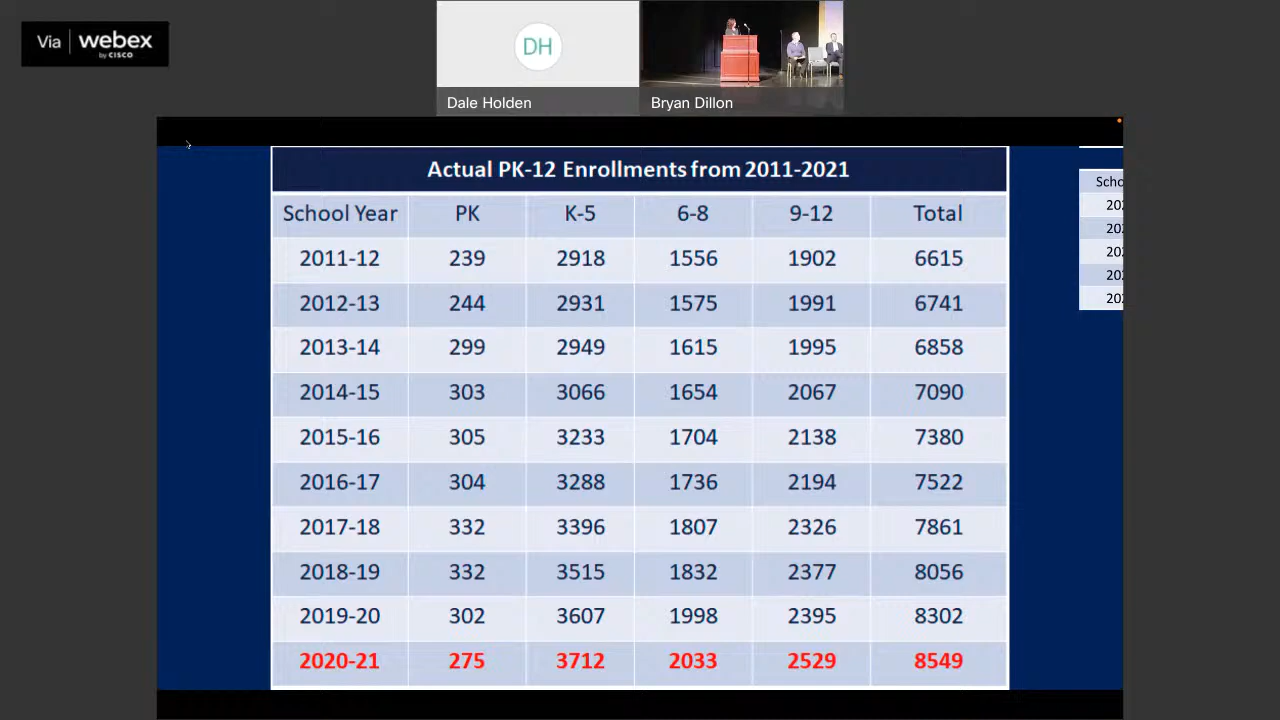 Via webex
by CISCO
DH
Dale Holden
Bryan Dillon
Actual PK-12 Enrollments from 2011-2021
School Year PK K-5 6-8 9-12 Total
2011-12 239 2918 1556 1902 6615
2012-13 244 2931 1575 1991 6741
2013-14 299 2949 1615 1995 6858
2014-15 303 3066 1654 2067 7090
2015-16 305 3233 1704 2138 7380
2016-17 304 3288 1736 2194 7522
2017-18 332 3396 1807 2326 7861
2018-19 332 3515 1832 2377 8056
2019-20 302 3607 1998 2395 8302
2020-21 275 3712 2033 2529 8549
Scho
202
202
202
202
202